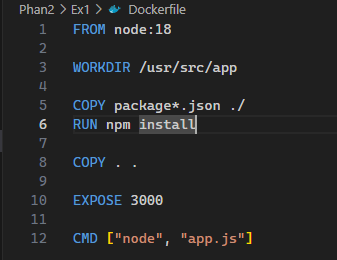 Phan2 > Ex1 > Dockerfile
1 FROM node:18
2
3 WORKDIR /usr/src/app
4
5 COPY package*.json ./
6 RUN npm install
7
8 COPY . .
9
10 EXPOSE 3000
11
12 CMD ["node", "app.js"]